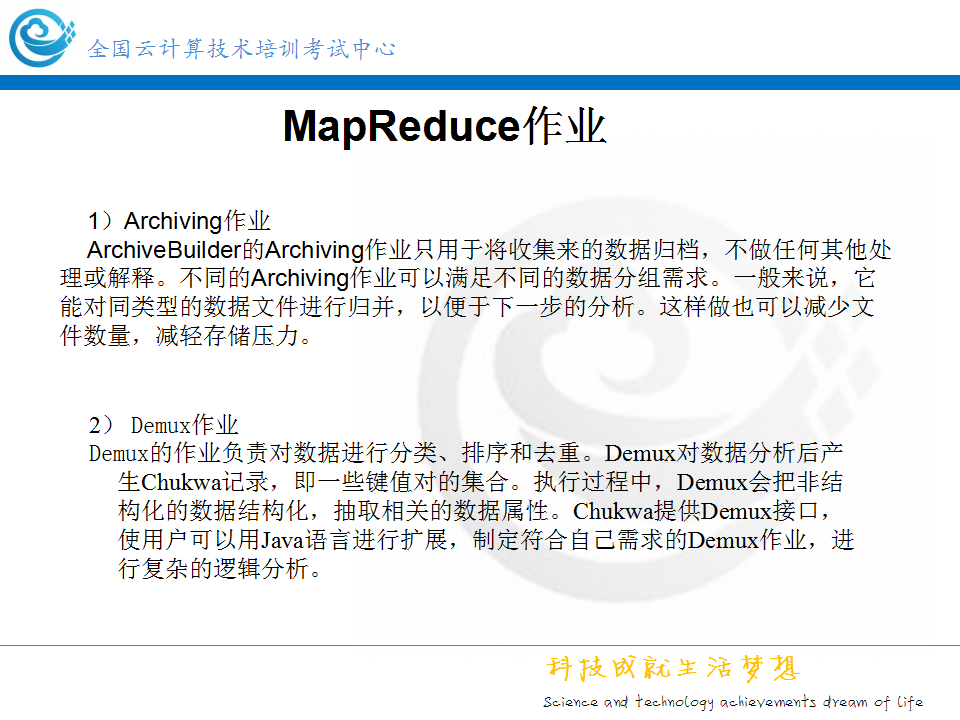 全国云计算技术培训考试中心
MapReduce作业
1）Archiving作业
ArchiveBuilder的Archiving作业只用于将收集来的数据归档，不做任何其他处
理或解释。不同的Archiving作业可以满足不同的数据分组需求。一般来说，它
能对同类型的数据文件进行归并，以便于下一步的分析。这样做也可以减少文
件数量，减轻存储压力。
2） Demux作业
Demux的作业负责对数据进行分类、排序和去重。Demux对数据分析后产
生Chukwa记录，即一些键值对的集合。执行过程中，Demux会把非结
构化的数据结构化，抽取相关的数据属性。Chukwa提供Demux接口，
使用户可以用Java语言进行扩展，制定符合自己需求的Demux作业，进
行复杂的逻辑分析。
科技成就生活梦想
Science and technology achievements dream of life